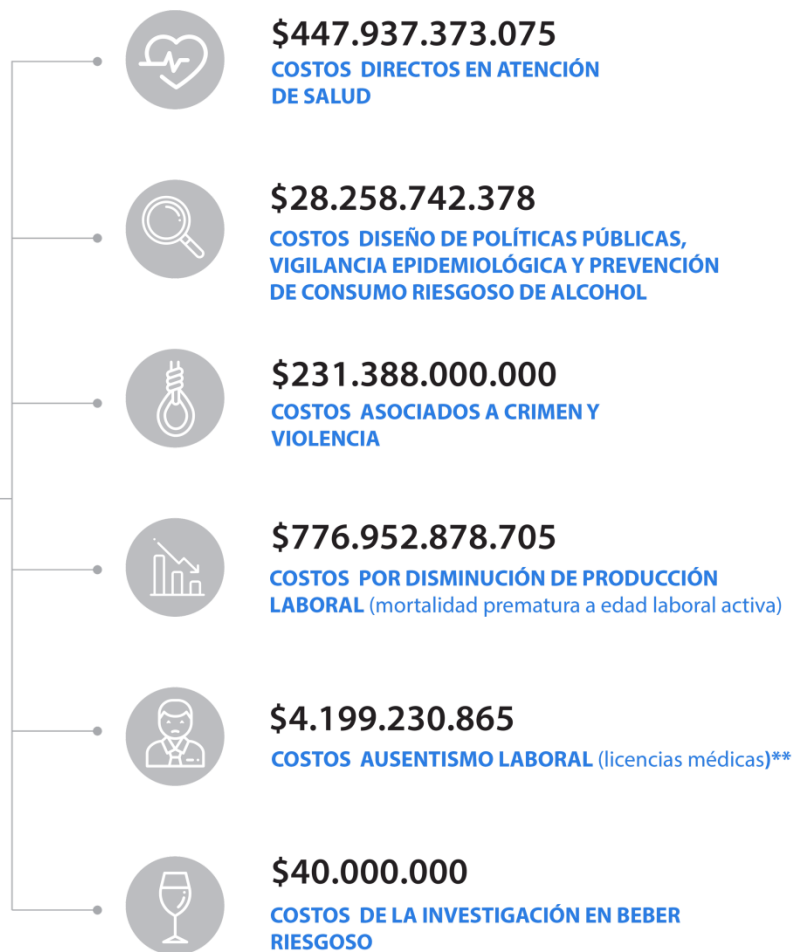 $447.937.373.075
COSTOS DIRECTOS EN ATENCIÓN
DE SALUD
$28.258.742.378
COSTOS DISEÑO DE POLÍTICAS PÚBLICAS,
VIGILANCIA EPIDEMIOLÓGICA Y PREVENCIÓN
DE CONSUMO RIESGOSO DE ALCOHOL
$231.388.000.000
COSTOS ASOCIADOS A CRIMEN Y
VIOLENCIA
$776.952.878.705
COSTOS POR DISMINUCIÓN DE PRODUCCIÓN
LABORAL (mortalidad prematura a edad laboral activa)
$4.199.230.865
COSTOS AUSENTISMO LABORAL (licencias médicas)**
$40.000.000
COSTOS DE LA INVESTIGACIÓN EN BEBER
RIESGOSO